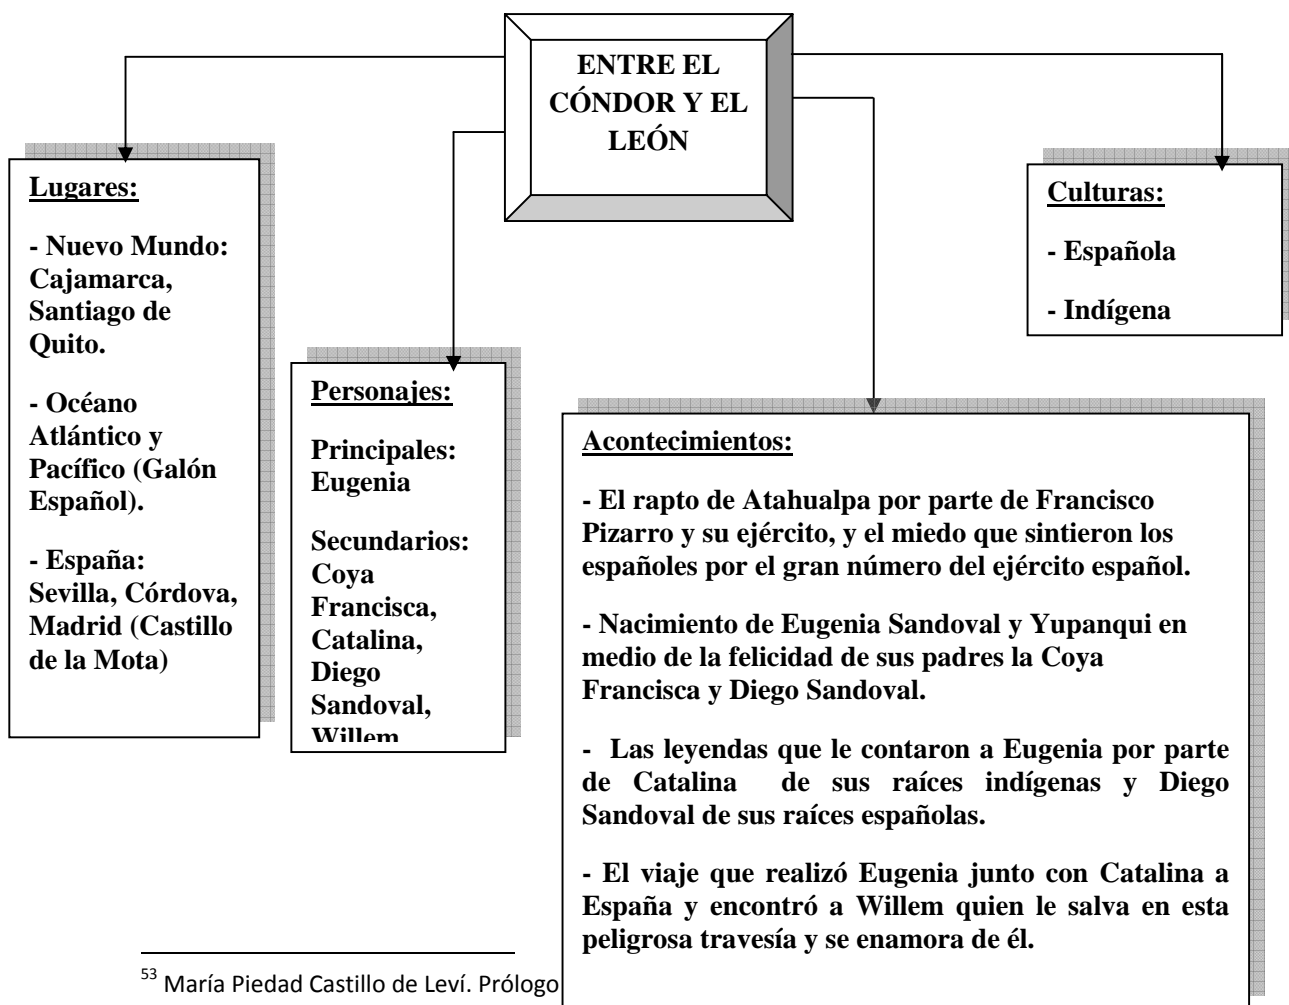 ENTRE EL
CÓNDOR Y EL
LEÓN
Lugares:
- Nuevo Mundo:
Cajamarca,
Santiago de
Quito.
- Océano
Atlántico y
Pacífico (Galón
Español).
- España:
Sevilla, Córdova,
Madrid (Castillo
de la Mota)
Personajes:
Principales:
Eugenia
Secundarios:
Coya
Francisca,
Catalina,
Diego
Sandoval,
Willem
Acontecimientos:
- El rapto de Atahualpa por parte de Francisco
Pizarro y su ejército, y el miedo que sintieron los
españoles por el gran número del ejército español.
- Nacimiento de Eugenia Sandoval y Yupanqui en
medio de la felicidad de sus padres la Coya
Francisca y Diego Sandoval.
- Las leyendas que le contaron a Eugenia por parte
de Catalina de sus raíces indígenas y Diego
Sandoval de sus raíces españolas.
- El viaje que realizó Eugenia junto con Catalina a
España y encontró a Willem quien le salva en esta
peligrosa travesía y se enamora de él.
Culturas:
- Española
- Indígena
53 María Piedad Castillo de Leví. Prólogo